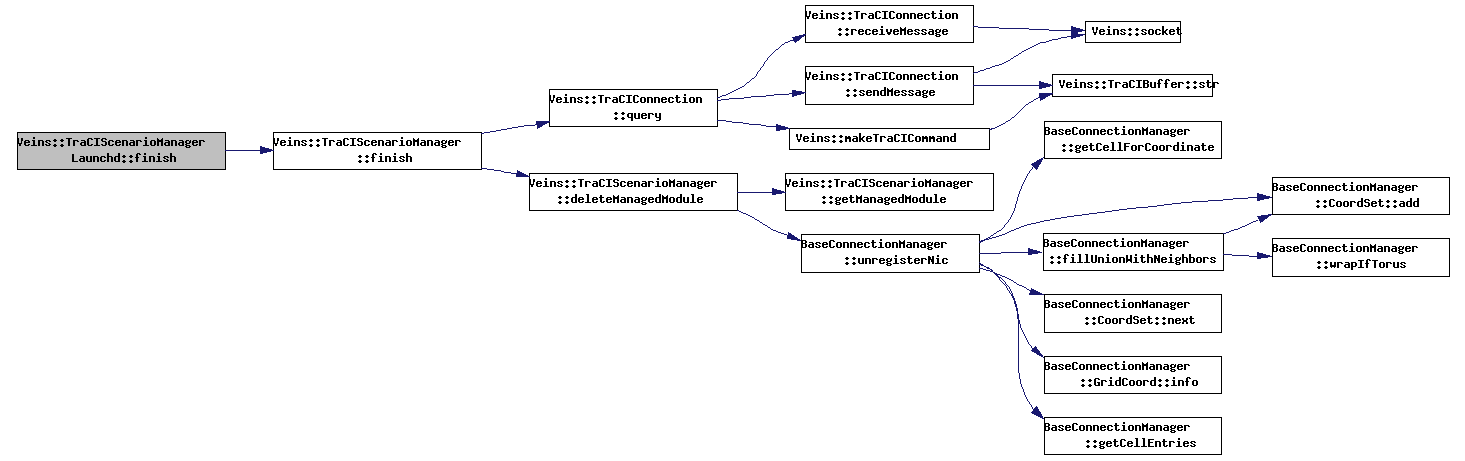 Veins::TraCIScenarioManager
Launchd::finish
Veins::TraCIScenarioManager
::finish
Veins::TraCIConnection
::query
Veins::TraCIScenarioManager
::deleteManagedModule
Veins::TraCIConnection
::receiveMessage
Veins::TraCIConnection
::sendMessage
Veins::makeTraCICommand
Veins::TraCIScenarioManager
::getManagedModule
BaseConnectionManager
::unregisterNic
Veins::socket
Veins::TraCIBuffer::str
BaseConnectionManager
::getCellForCoordinate
BaseConnectionManager
::fillUnionWithNeighbors
BaseConnectionManager
::CoordSet::next
BaseConnectionManager
::GridCoord::info
BaseConnectionManager
::getCellEntries
BaseConnectionManager
::CoordSet::add
BaseConnectionManager
::wrapIfTorus